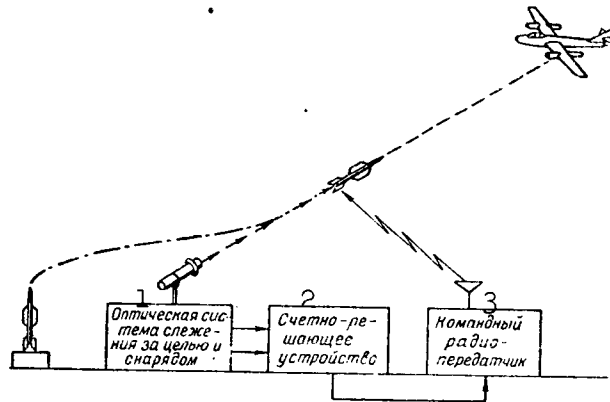 1
Оптическая сис-
тема слеже-
ния за целью и
снарядом
2
Счетно-ре-
шающее
устройство
3
Командный
радио-
передатчик